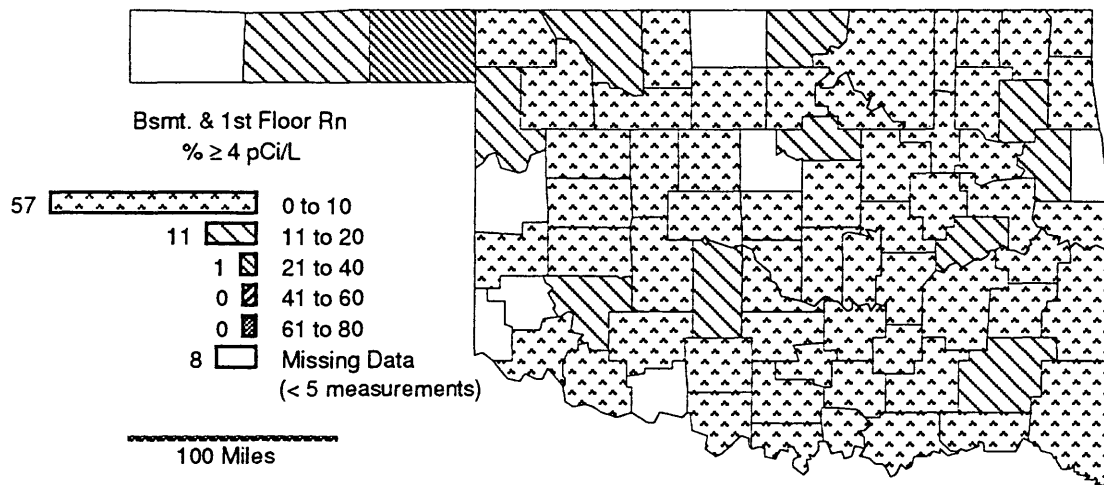 Bsmt. & 1st Floor Rn
% ≥ 4 pCi/L
57 0 to 10
11 11 to 20
1 21 to 40
0 41 to 60
0 61 to 80
8 Missing Data
(< 5 measurements)
100 Miles